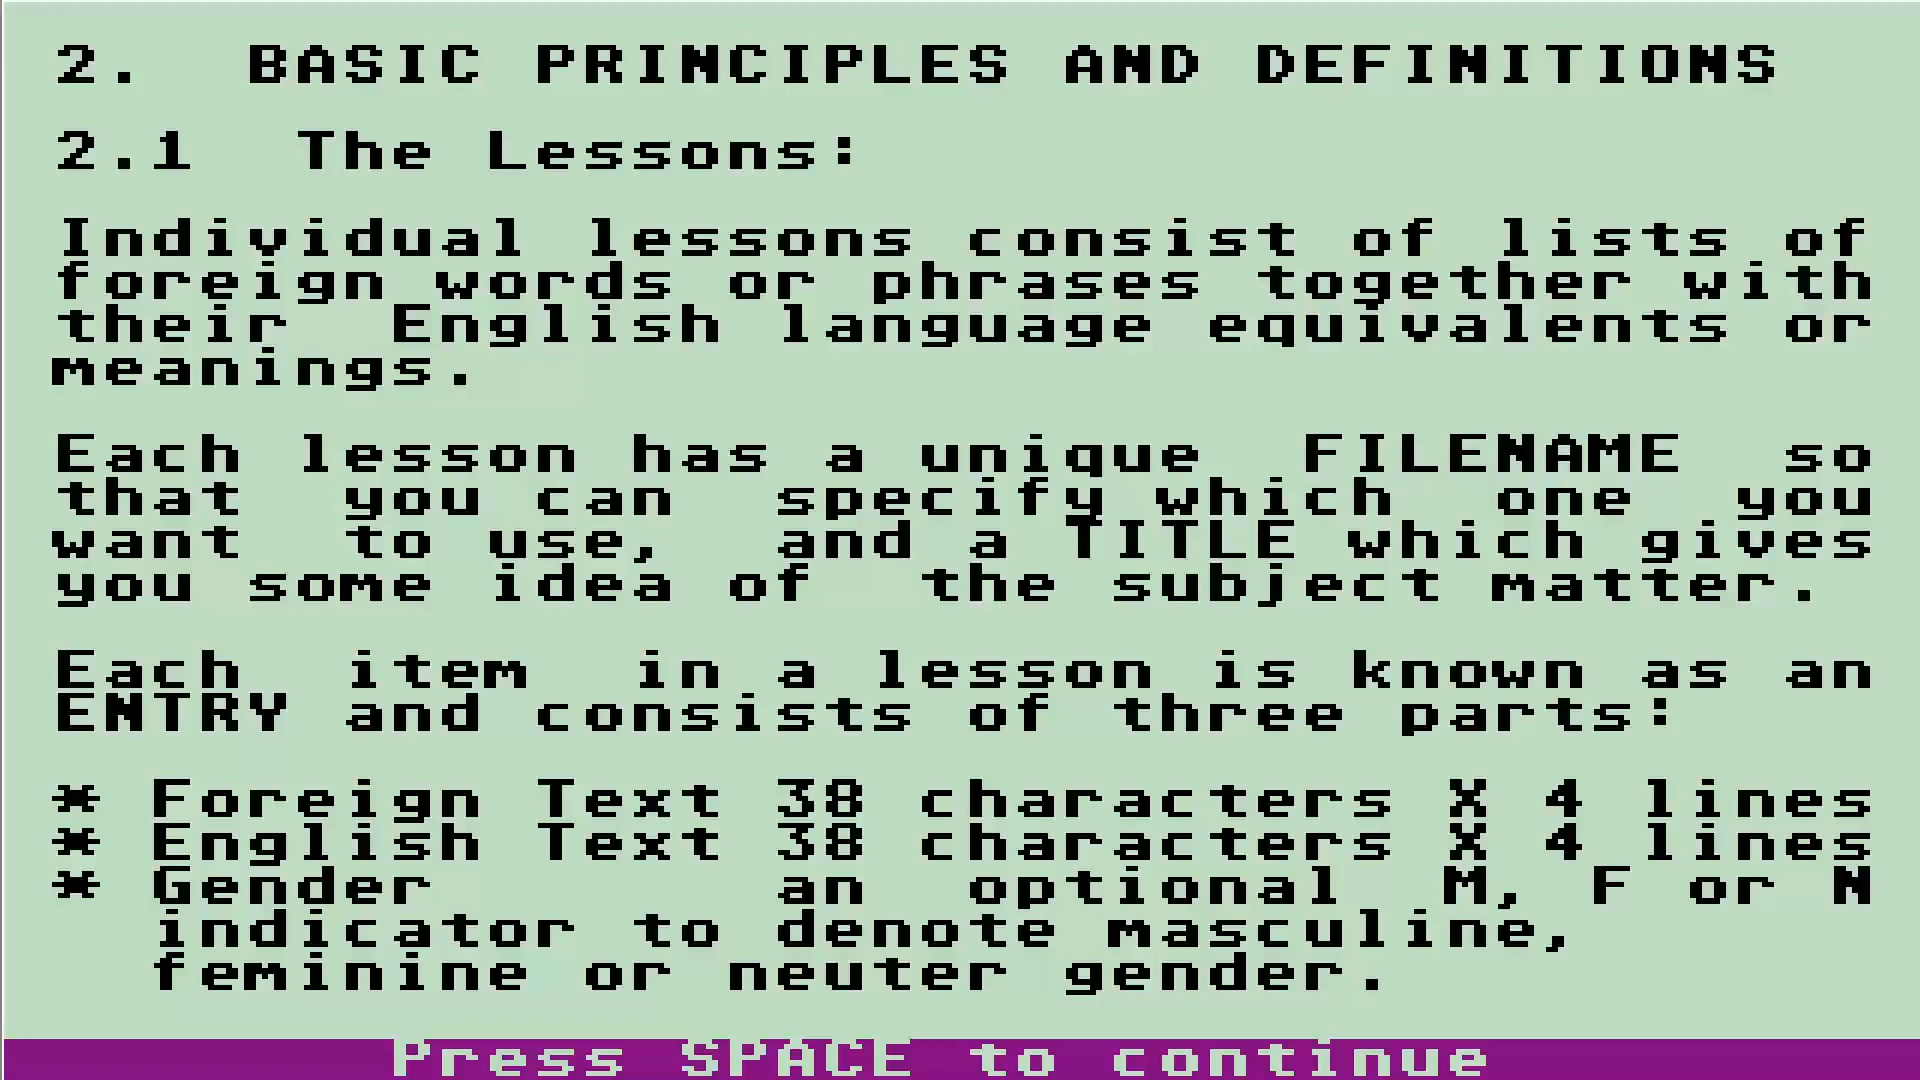 2.  BASIC PRINCIPLES AND DEFINITIONS
2.1  The Lessons:
Individual lessons consist of lists of
foreign words or phrases together with
their  English language equivalents or
meanings.
Each lesson has a unique  FILENAME  so
that  you can  specify which  one  you
want  to use,  and a TITLE which gives
you some idea of  the subject matter.
Each  item  in a lesson is known as an
ENTRY and consists of three parts:
* Foreign Text 38 characters X 4 lines
* English Text 38 characters X 4 lines
* Gender       an  optional  M, F or N
  indicator to denote masculine,
  feminine or neuter gender.
Press SPACE to continue